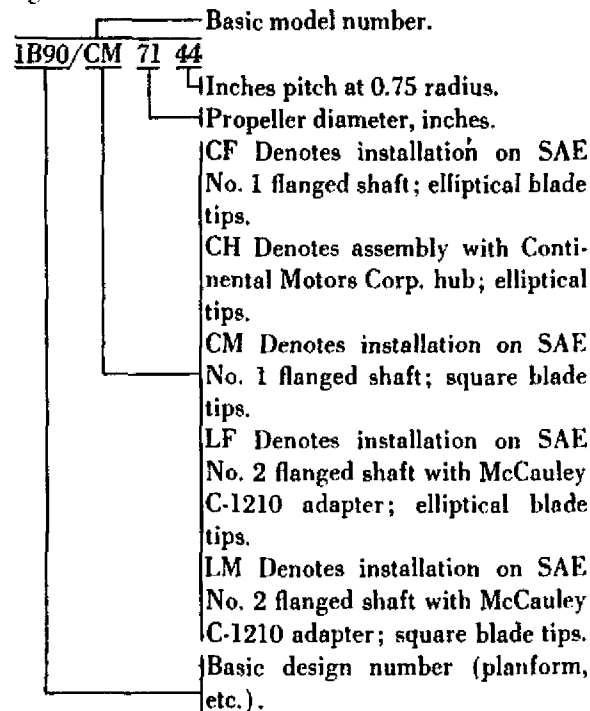 Basic model number.
1B90/CM 71 44
Inches pitch at 0.75 radius.
Propeller diameter, inches.
CF Denotes installation on SAE
No. 1 flanged shaft; elliptical blade
tips.
CH Denotes assembly with Conti-
nental Motors Corp. hub; elliptical
tips.
CM Denotes installation on SAE
No. 1 flanged shaft; square blade
tips.
LF Denotes installation on SAE
No. 2 flanged shaft with McCauley
C-1210 adapter; elliptical blade
tips.
LM Denotes installation on SAE
No. 2 flanged shaft with McCauley
C-1210 adapter; square blade tips.
Basic design number (planform,
etc.).